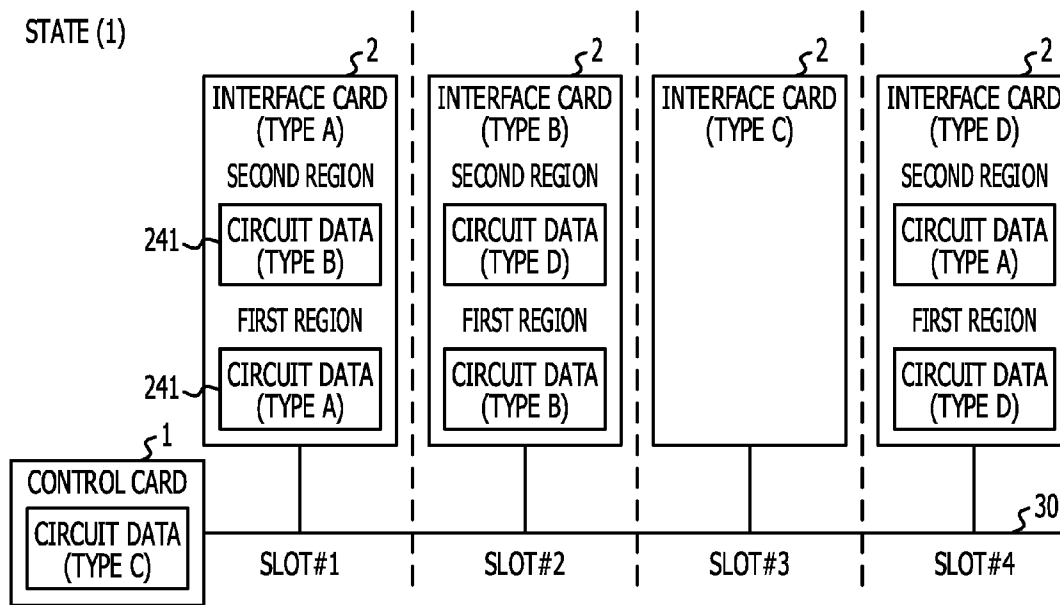 STATE (1)
2
INTERFACE CARD
(TYPE A)
SECOND REGION
241
CIRCUIT DATA
(TYPE B)
FIRST REGION
241
CIRCUIT DATA
(TYPE A)
2
INTERFACE CARD
(TYPE B)
SECOND REGION
CIRCUIT DATA
(TYPE D)
FIRST REGION
CIRCUIT DATA
(TYPE B)
2
INTERFACE CARD
(TYPE C)
2
INTERFACE CARD
(TYPE D)
SECOND REGION
CIRCUIT DATA
(TYPE A)
FIRST REGION
CIRCUIT DATA
(TYPE D)
1
CONTROL CARD
CIRCUIT DATA
(TYPE C)
30
SLOT#1
SLOT#2
SLOT#3
SLOT#4